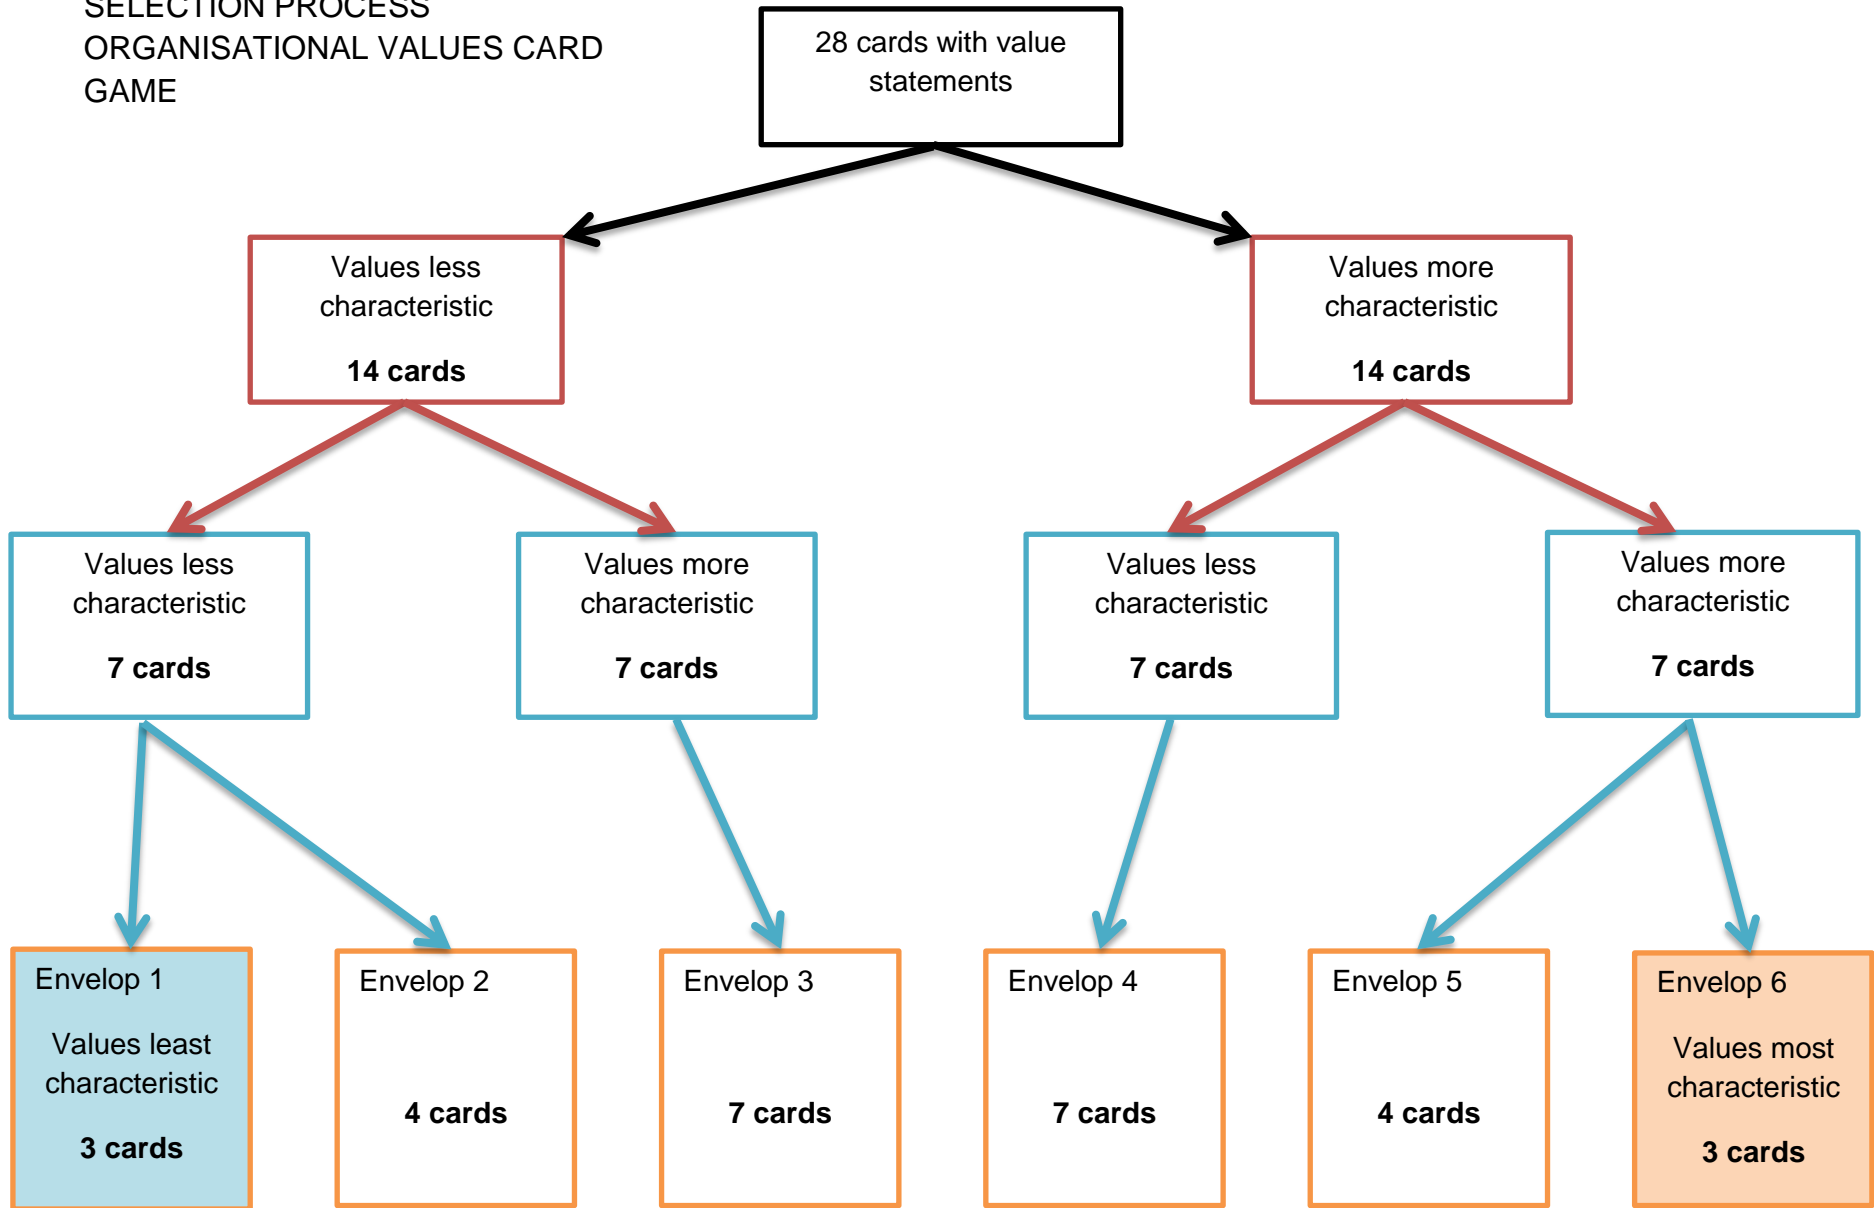 SELECTION PROCESS
ORGANISATIONAL VALUES CARD
GAME
28 cards with value
statements
Values less
characteristic
14 cards
Values more
characteristic
14 cards
Values less
characteristic
7 cards
Values more
characteristic
7 cards
Values less
characteristic
7 cards
Values more
characteristic
7 cards
Envelop 1
Values least
characteristic
3 cards
Envelop 2
4 cards
Envelop 3
7 cards
Envelop 4
7 cards
Envelop 5
4 cards
Envelop 6
Values most
characteristic
3 cards